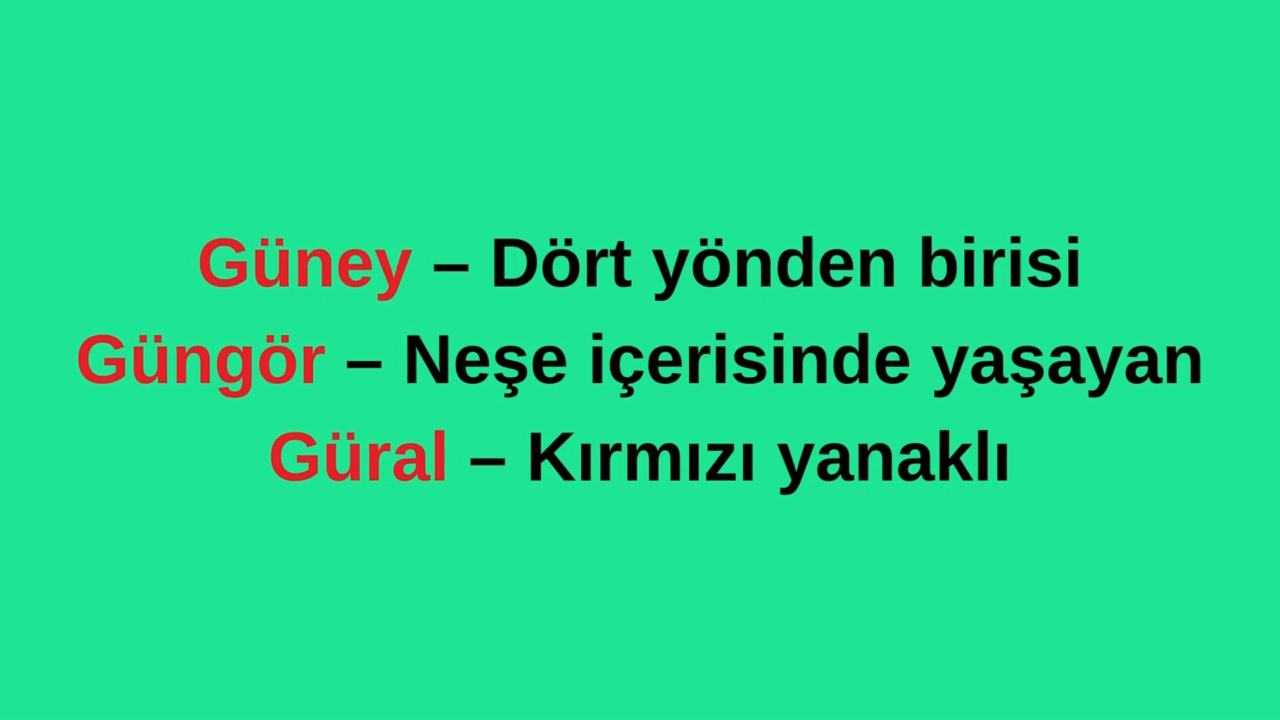 Güney – Dört yönden birisi
Güngör – Neşe içerisinde yaşayan
Güral – Kırmızı yanaklı